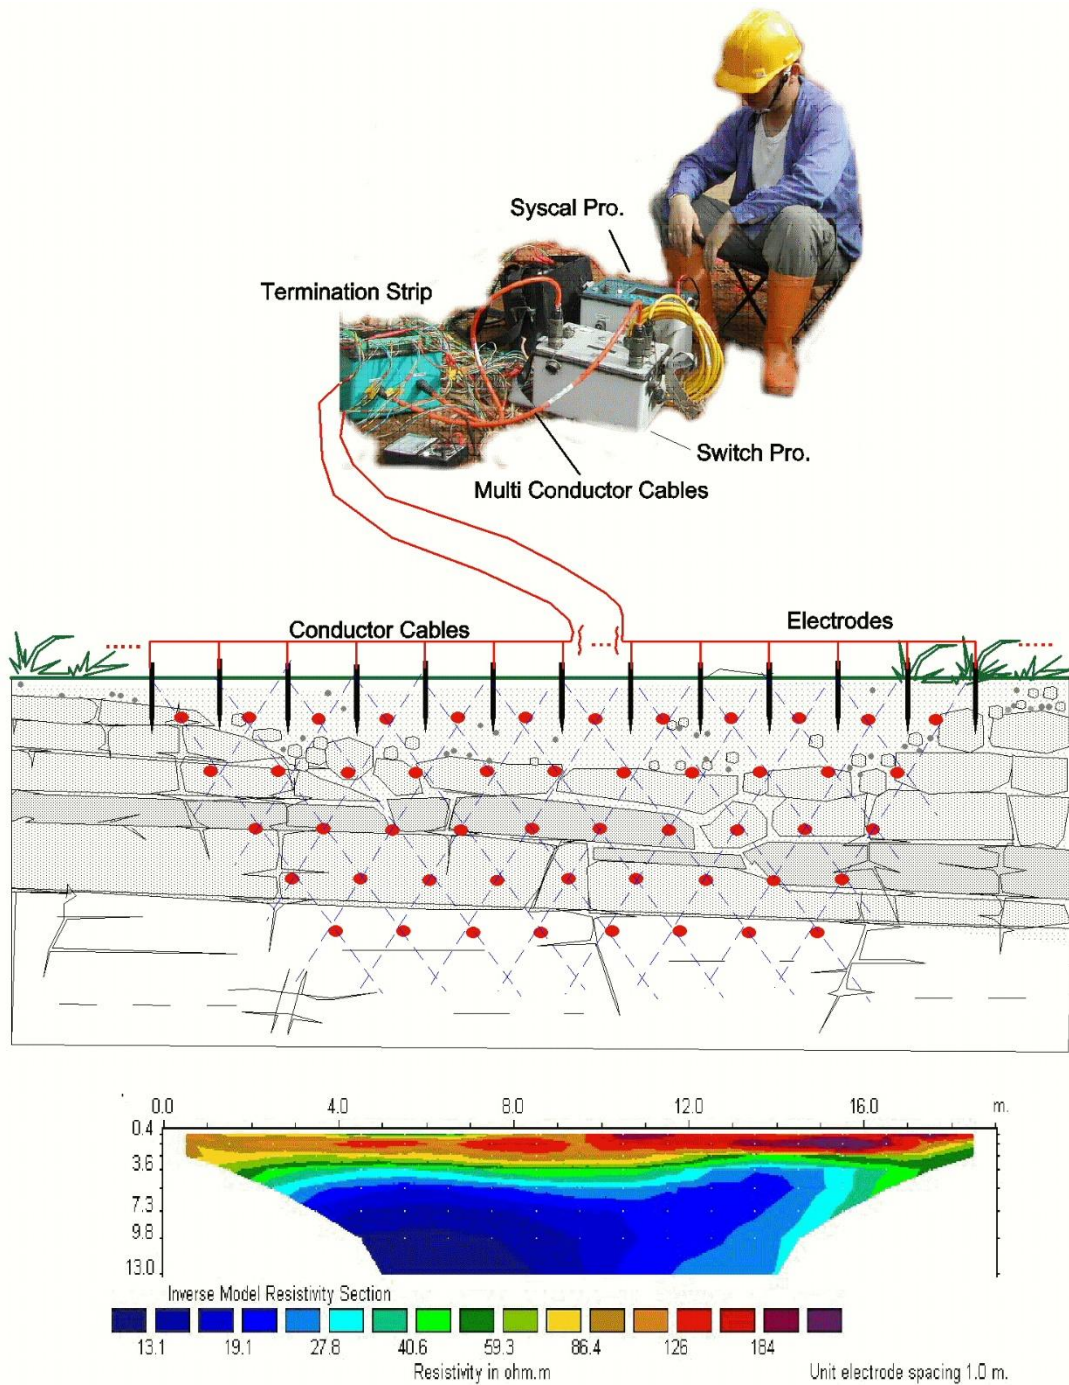 Syscal Pro.
Termination Strip
Switch Pro.
Multi Conductor Cables
Conductor Cables
Electrodes
0.0 4.0 8.0 12.0 16.0 m.
0.4
3.6
7.3
9.8
13.0
Inverse Model Resistivity Section
13.1 19.1 27.8 40.6 59.3 86.4 126 184
Resistivity in ohm.m Unit electrode spacing 1.0 m.